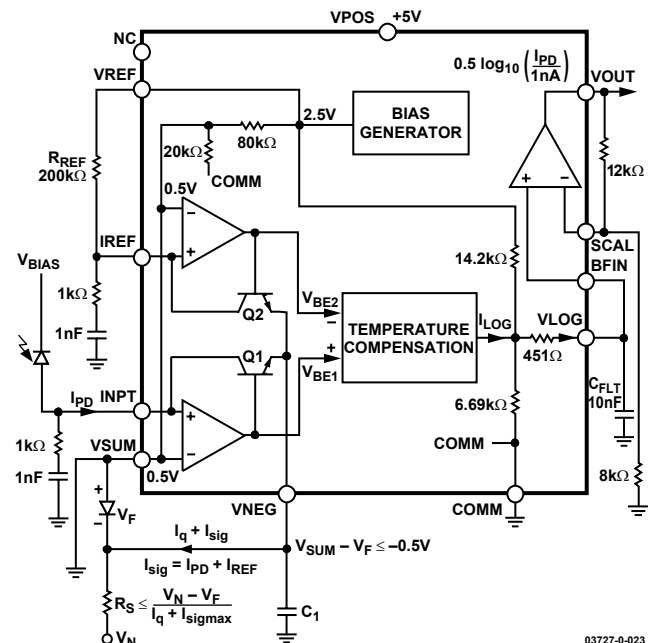 VPOS
+5V
NC
VREF
0.5 log10 (IPD/1nA)
VOUT
2.5V
BIAS
GENERATOR
80kΩ
20kΩ
COMM
RREF
200kΩ
0.5V
12kΩ
IREF
SCAL
BFIN
VBIAS
1kΩ
14.2kΩ
1nF
Q2
VBE2
TEMPERATURE
COMPENSATION
ILOG
VLOG
451Ω
Q1
VBE1
IPD
INPT
6.69kΩ
CFLT
10nF
1kΩ
VSUM
0.5V
COMM
1nF
8kΩ
VNEG
COMM
VF
Iq + Isig
VSUM – VF ≤ –0.5V
Isig = IPD + IREF
RS ≤ (VN – VF)/(Iq + Isigmax)
C1
VN
03727-0-023